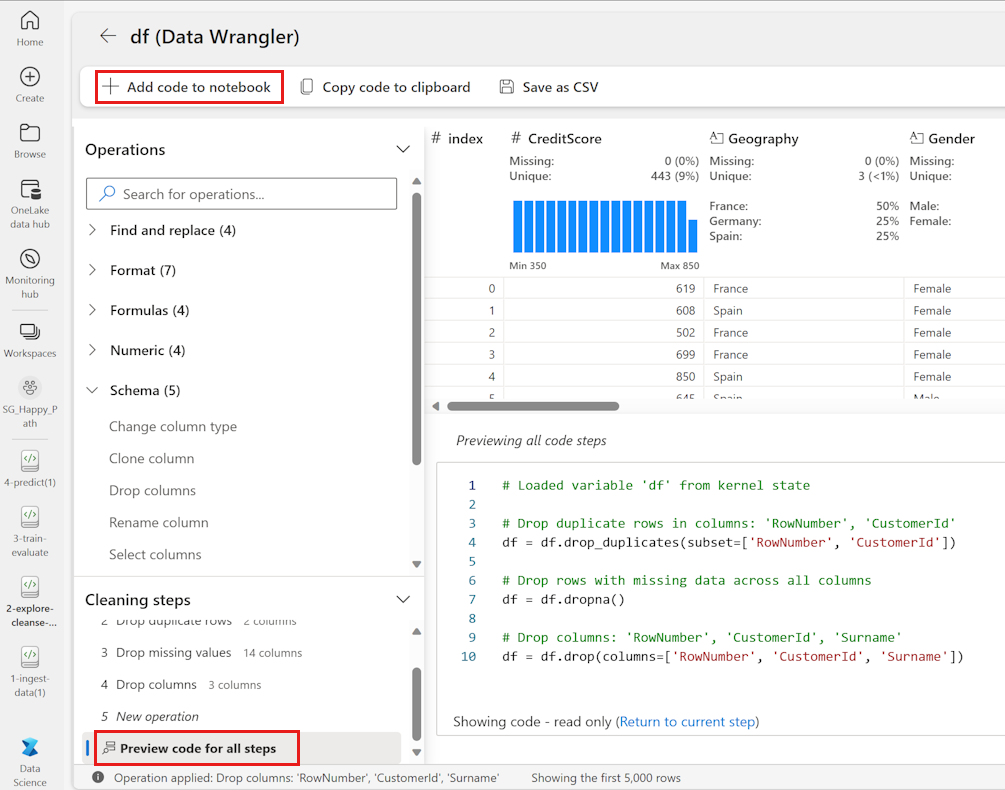 Home
Create
Browse
OneLake
data hub
Monitoring
hub
Workspaces
SG_Happy_P
ath
4-predict(1)
3-train-
evaluate
2-explore-
cleanse-...
1-ingest-
data(1)
Data
Science
df (Data Wrangler)
Add code to notebook
Copy code to clipboard
Save as CSV
Operations
Search for operations...
Find and replace (4)
Format (7)
Formulas (4)
Numeric (4)
Schema (5)
Change column type
Clone column
Drop columns
Rename column
Select columns
Cleaning steps
2 Drop duplicate rows 2 columns
3 Drop missing values 14 columns
4 Drop columns 3 columns
5 New operation
Preview code for all steps
# index # CreditScore Geography Gender
Missing: 0 (0%) Missing: 0 (0%) Missing:
Unique: 443 (9%) Unique: 3 (<1%) Unique:
France: 50% Male:
Germany: 25% Female:
Spain: 25%
Min 350 Max 850
0 619 France Female
1 608 Spain Female
2 502 France Female
3 699 France Female
4 850 Spain Female
5 645 Spain Male
Previewing all code steps
1 # Loaded variable 'df' from kernel state
2
3 # Drop duplicate rows in columns: 'RowNumber', 'CustomerId'
4 df = df.drop_duplicates(subset=['RowNumber', 'CustomerId'])
5
6 # Drop rows with missing data across all columns
7 df = df.dropna()
8
9 # Drop columns: 'RowNumber', 'CustomerId', 'Surname'
10 df = df.drop(columns=['RowNumber', 'CustomerId', 'Surname'])
Showing code - read only (Return to current step)
Operation applied: Drop columns: 'RowNumber', 'CustomerId', 'Surname' Showing the first 5,000 rows